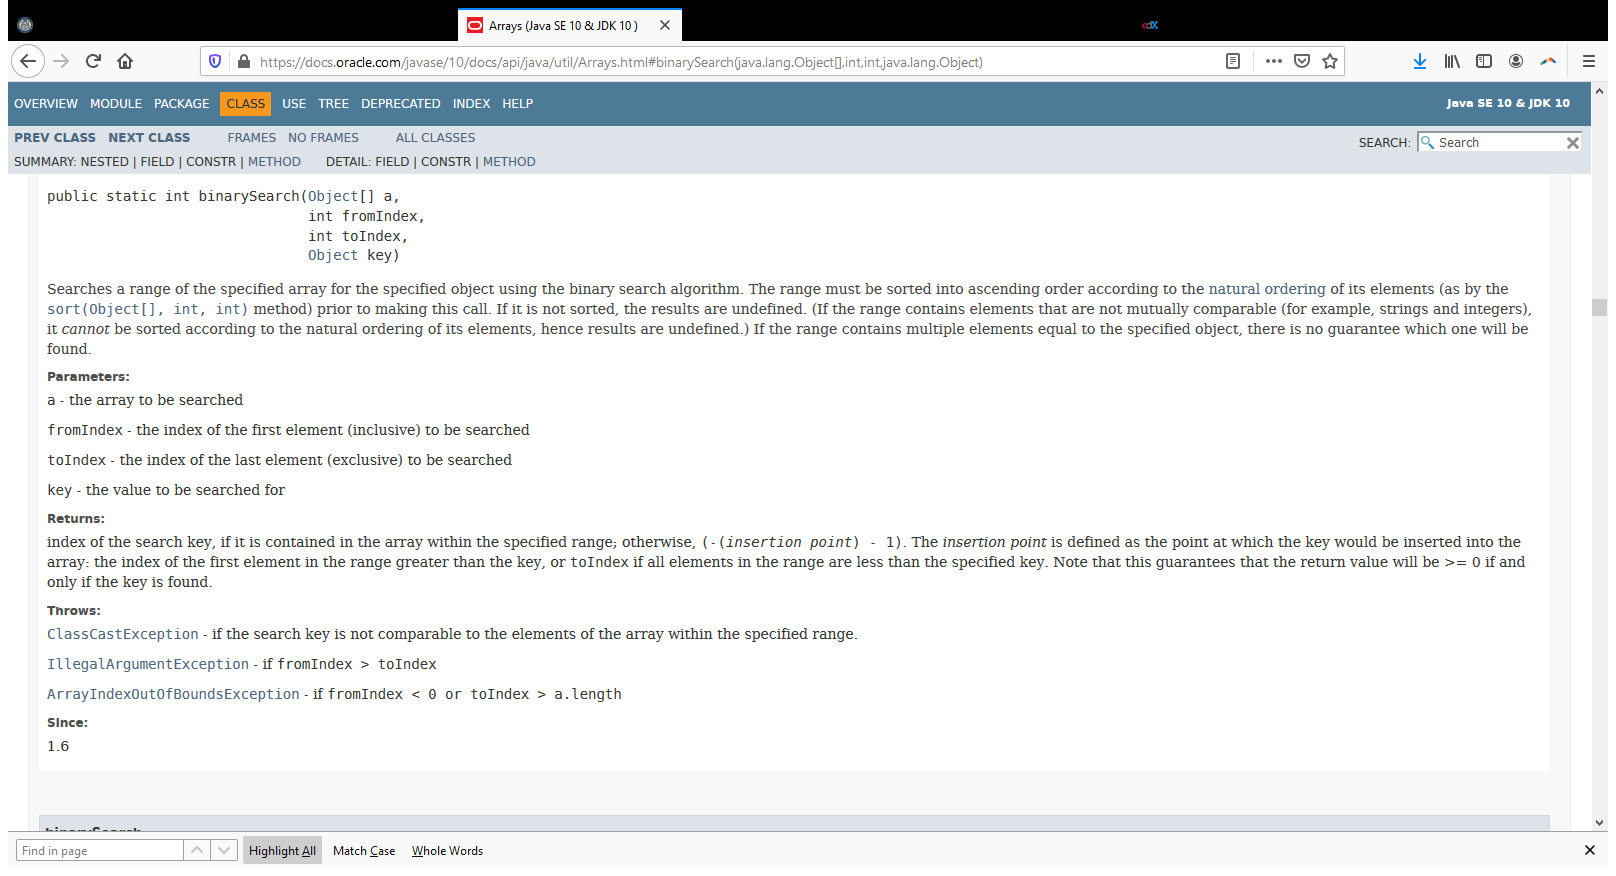 Arrays (Java SE 10 & JDK 10 )
edX
https://docs.oracle.com/javase/10/docs/api/java/util/Arrays.html#binarySearch(java.lang.Object[],int,int,java.lang.Object)
OVERVIEW MODULE PACKAGE CLASS USE TREE DEPRECATED INDEX HELP
Java SE 10 & JDK 10
PREV CLASS NEXT CLASS FRAMES NO FRAMES ALL CLASSES
SEARCH: Search
SUMMARY: NESTED | FIELD | CONSTR | METHOD DETAIL: FIELD | CONSTR | METHOD
public static int binarySearch(Object[] a,
int fromIndex,
int toIndex,
Object key)
Searches a range of the specified array for the specified object using the binary search algorithm. The range must be sorted into ascending order according to the natural ordering of its elements (as by the
sort(Object[], int, int) method) prior to making this call. If it is not sorted, the results are undefined. (If the range contains elements that are not mutually comparable (for example, strings and integers),
it cannot be sorted according to the natural ordering of its elements, hence results are undefined.) If the range contains multiple elements equal to the specified object, there is no guarantee which one will be
found.
Parameters:
a - the array to be searched
fromIndex - the index of the first element (inclusive) to be searched
toIndex - the index of the last element (exclusive) to be searched
key - the value to be searched for
Returns:
index of the search key, if it is contained in the array within the specified range; otherwise, (-(insertion point) - 1). The insertion point is defined as the point at which the key would be inserted into the
array: the index of the first element in the range greater than the key, or toIndex if all elements in the range are less than the specified key. Note that this guarantees that the return value will be >= 0 if and
only if the key is found.
Throws:
ClassCastException - if the search key is not comparable to the elements of the array within the specified range.
IllegalArgumentException - if fromIndex > toIndex
ArrayIndexOutOfBoundsException - if fromIndex < 0 or toIndex > a.length
Since:
1.6
binarySearch
Find in page Highlight All Match Case Whole Words